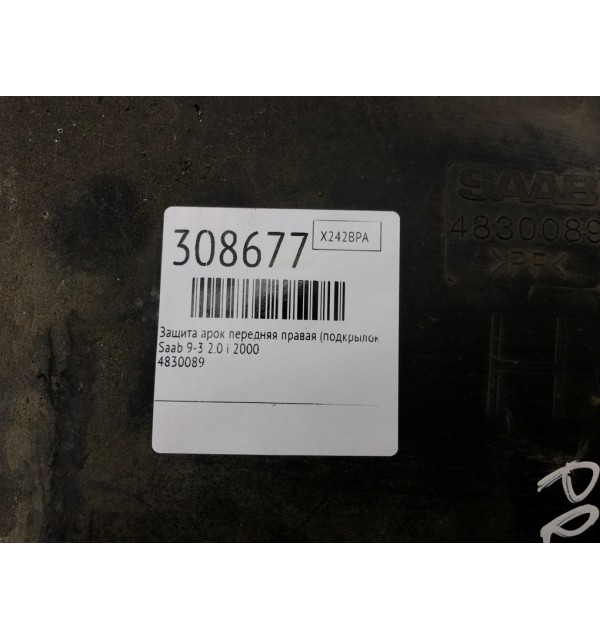 SAAB
4830089
>PP<
H
308677
X242BPA
Защита арок передняя правая (подкрылок
Saab 9-3 2.0 i 2000
4830089